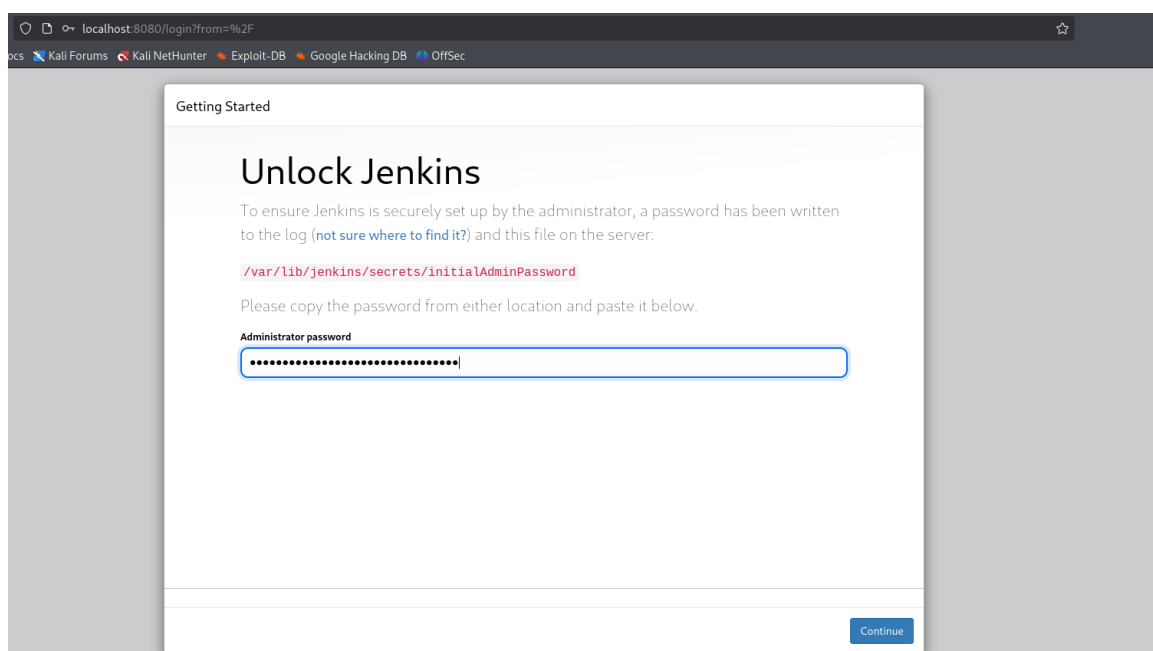 localhost:8080/login?from=%2F
ocs Kali Forums Kali NetHunter Exploit-DB Google Hacking DB OffSec
Getting Started
Unlock Jenkins
To ensure Jenkins is securely set up by the administrator, a password has been written
to the log (not sure where to find it?) and this file on the server:
/var/lib/jenkins/secrets/initialAdminPassword
Please copy the password from either location and paste it below.
Administrator password
••••••••••••••••••••••••••••••••
Continue